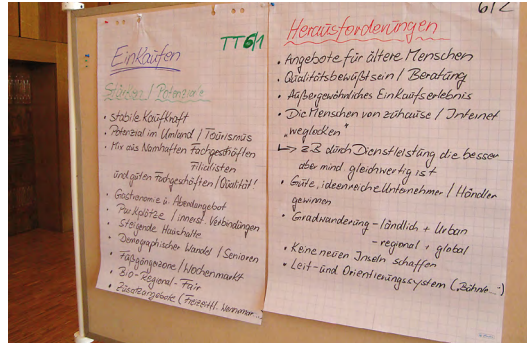 Einkaufen
TT6/1
Stärken / Potenziale
• stabile Kaufkraft
• Potenzial im Umland / Tourismus
• Mix aus Namhaften Fachgeschäften
Filialisten
und guten Fachgeschäften / Qualität!
• Gastronomie u. Abendangebot
• Parkplätze / innerst. Verbindungen
• Steigende Haushalte
• Demographischer Wandel / Senioren
• Fußgängerzone / Wochenmarkt
• Bio - Regional - Fair
• Zusatzangebote (Freizeit,
6/2
Herausforderungen
• Angebote für ältere Menschen
• Qualitätsbewußtsein / Beratung
• Außergewöhnliches Einkaufserlebnis
• Die Menschen von zuhause / Internet
„weglocken"
↳ z.B durch Dienstleistung die besser
aber mind. gleichwertig ist
• Gute, ideenreiche Unternehmer / Händler
gewinnen
• Gradwanderung - ländlich + Urban
- regional + global
• Keine neuen Inseln schaffen
• Leit - und Orientierungssystem („Bühne...")